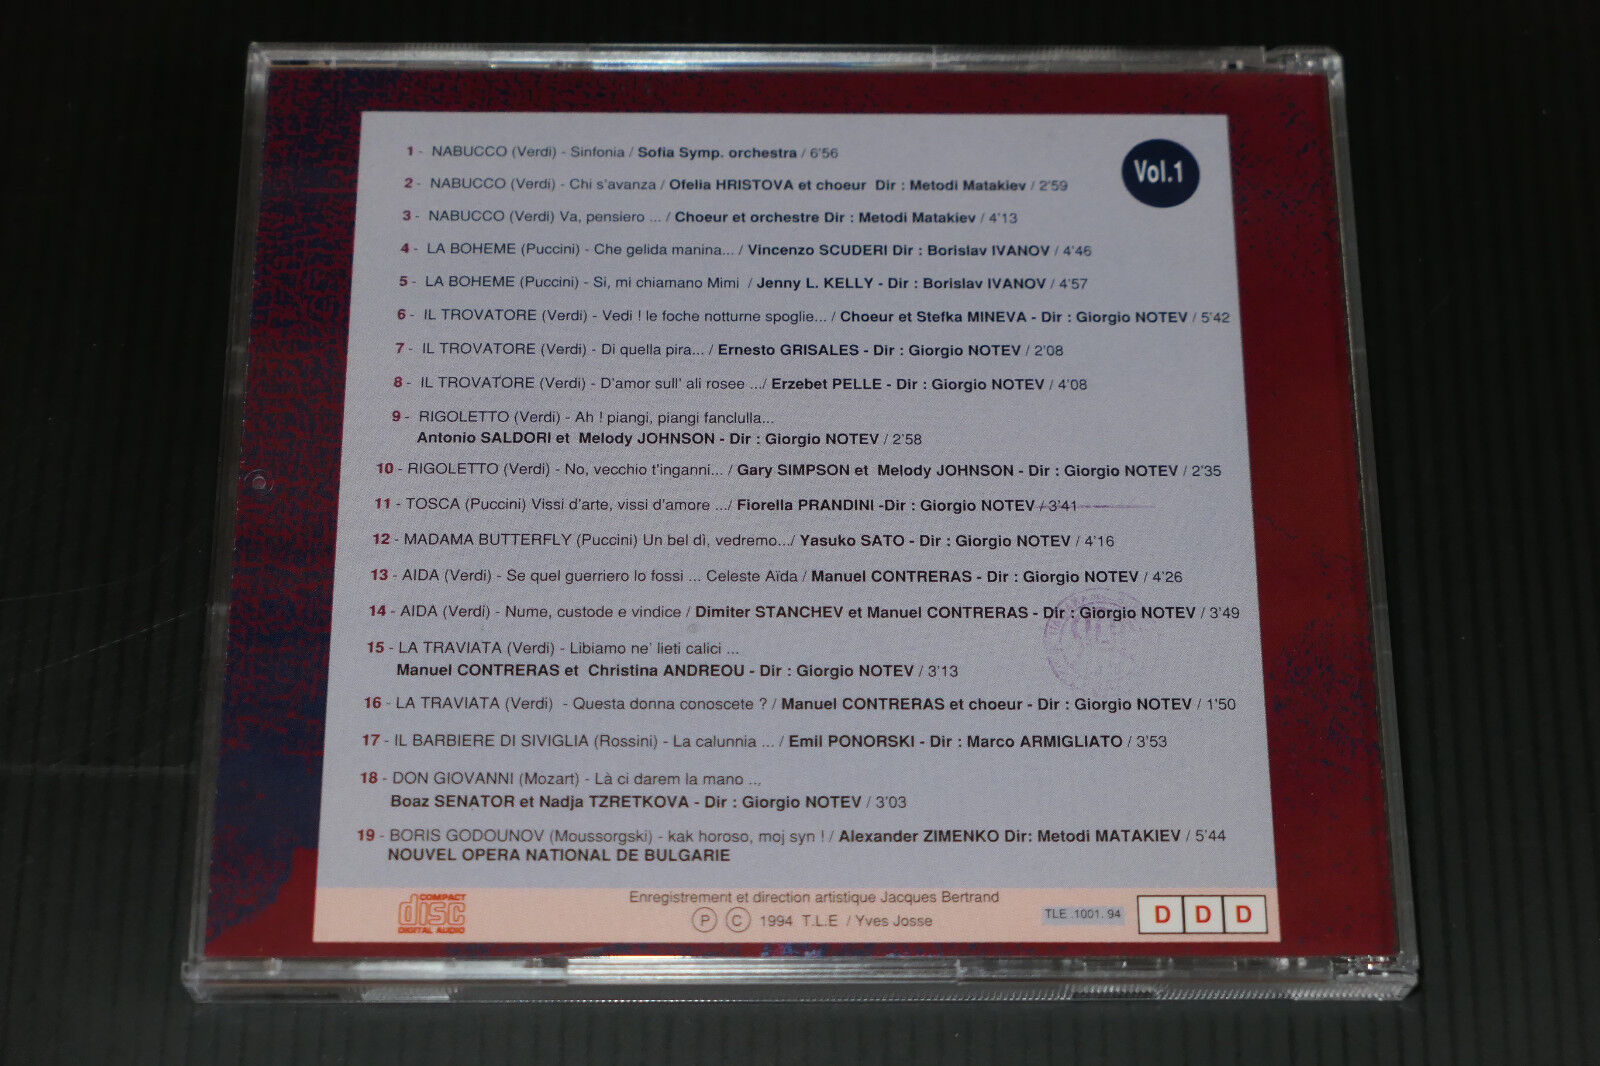 Vol.1
1 - NABUCCO (Verdi) - Sinfonia / Sofia Symp. orchestra / 6'56
2 - NABUCCO (Verdi) - Chi s'avanza / Ofelia HRISTOVA et choeur Dir : Metodi Matakiev / 2'59
3 - NABUCCO (Verdi) Va, pensiero ... / Choeur et orchestre Dir : Metodi Matakiev / 4'13
4 - LA BOHEME (Puccini) - Che gelida manina... / Vincenzo SCUDERI Dir : Borislav IVANOV / 4'46
5 - LA BOHEME (Puccini) - Si, mi chiamano Mimi / Jenny L. KELLY - Dir : Borislav IVANOV / 4'57
6 - IL TROVATORE (Verdi) - Vedi ! le foche notturne spoglie... / Choeur et Stefka MINEVA - Dir : Giorgio NOTEV / 5'42
7 - IL TROVATORE (Verdi) - Di quella pira... / Ernesto GRISALES - Dir : Giorgio NOTEV / 2'08
8 - IL TROVATORE (Verdi) - D'amor sull' ali rosee .../ Erzebet PELLE - Dir : Giorgio NOTEV / 4'08
9 - RIGOLETTO (Verdi) - Ah ! piangi, piangi fanclulla...
Antonio SALDORI et Melody JOHNSON - Dir : Giorgio NOTEV / 2'58
10 - RIGOLETTO (Verdi) - No, vecchio t'inganni... / Gary SIMPSON et Melody JOHNSON - Dir : Giorgio NOTEV / 2'35
11 - TOSCA (Puccini) Vissi d'arte, vissi d'amore .../ Fiorella PRANDINI -Dir : Giorgio NOTEV / 3'41
12 - MADAMA BUTTERFLY (Puccini) Un bel dì, vedremo.../ Yasuko SATO - Dir : Giorgio NOTEV / 4'16
13 - AIDA (Verdi) - Se quel guerriero lo fossi ... Celeste Aïda / Manuel CONTRERAS - Dir : Giorgio NOTEV / 4'26
14 - AIDA (Verdi) - Nume, custode e vindice / Dimiter STANCHEV et Manuel CONTRERAS - Dir : Giorgio NOTEV / 3'49
15 - LA TRAVIATA (Verdi) - Libiamo ne' lieti calici ...
Manuel CONTRERAS et Christina ANDREOU - Dir : Giorgio NOTEV / 3'13
16 - LA TRAVIATA (Verdi) - Questa donna conoscete ? / Manuel CONTRERAS et choeur - Dir : Giorgio NOTEV / 1'50
17 - IL BARBIERE DI SIVIGLIA (Rossini) - La calunnia ... / Emil PONORSKI - Dir : Marco ARMIGLIATO / 3'53
18 - DON GIOVANNI (Mozart) - Là ci darem la mano ...
Boaz SENATOR et Nadja TZRETKOVA - Dir : Giorgio NOTEV / 3'03
19 - BORIS GODOUNOV (Moussorgski) - kak horoso, moj syn ! / Alexander ZIMENKO Dir: Metodi MATAKIEV / 5'44
NOUVEL OPERA NATIONAL DE BULGARIE
COMPACT
disc
DIGITAL AUDIO
Enregistrement et direction artistique Jacques Bertrand
Ⓟ Ⓒ 1994 T.L.E / Yves Josse
TLE .1001. 94
D D D